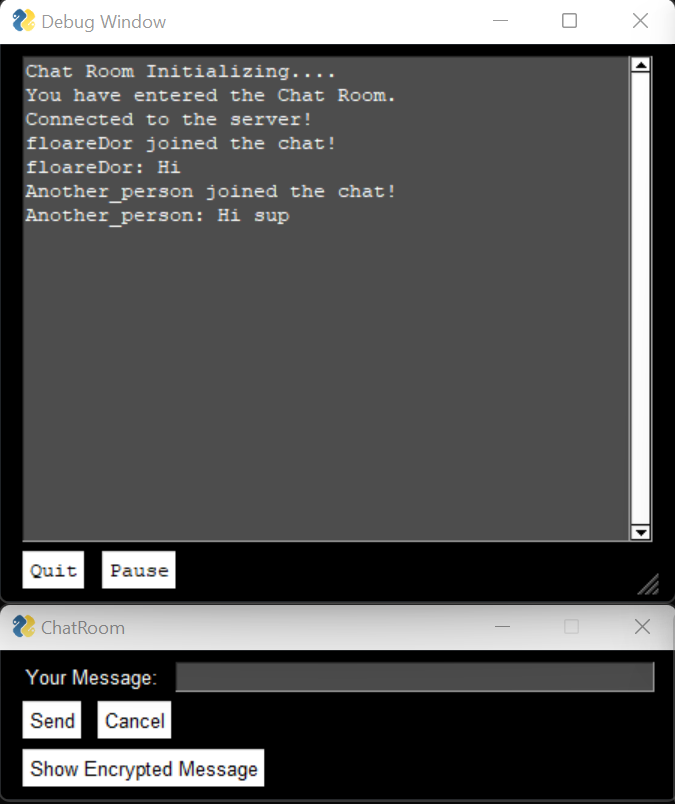 Debug Window
Chat Room Initializing....
You have entered the Chat Room.
Connected to the server!
floareDor joined the chat!
floareDor: Hi
Another_person joined the chat!
Another_person: Hi sup
Quit Pause
ChatRoom
Your Message:
Send Cancel
Show Encrypted Message